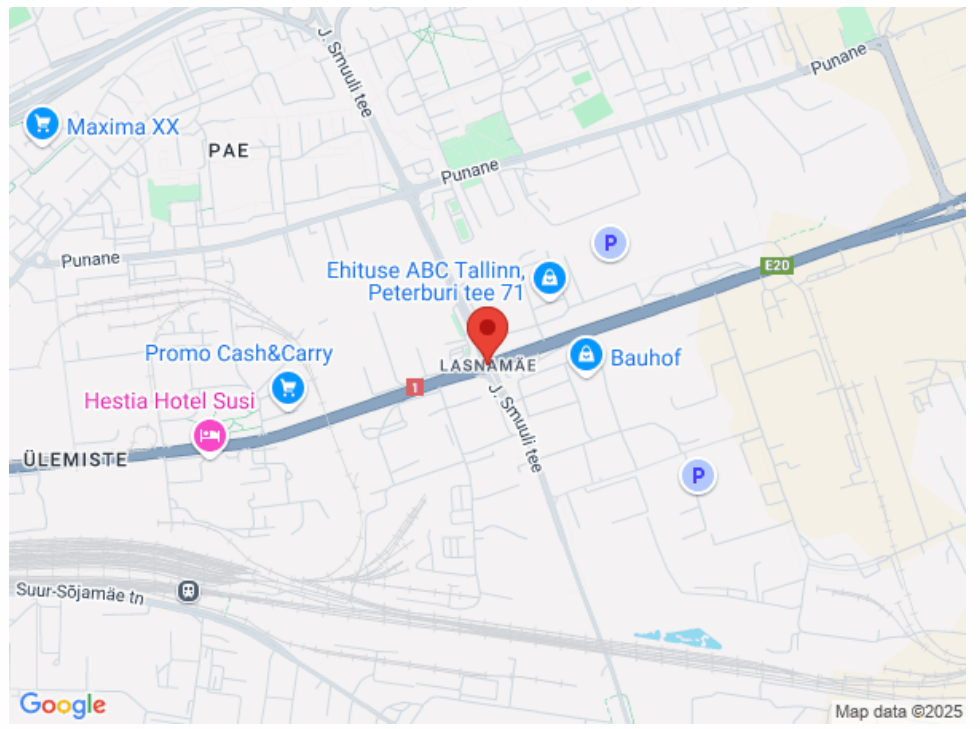 J. Smuuli tee
Punane
Maxima XX
PAE
Punane
Punane
P
E20
Ehituse ABC Tallinn,
Peterburi tee 71
Promo Cash&Carry
LASNAMÄE
Bauhof
1
Hestia Hotel Susi
J. Smuuli tee
ÜLEMISTE
P
Suur-Sõjamäe tn
Google
Map data ©2025